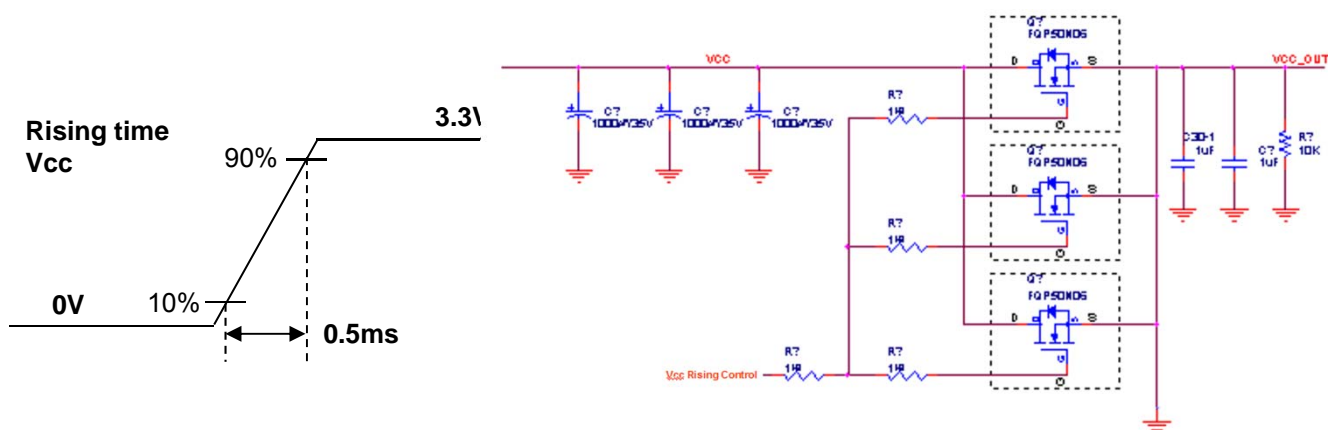 Rising time
Vcc
0V
10%
90%
3.3V
0.5ms
VCC
C?
1000uF/35V
C?
1000uF/35V
C?
1000uF/35V
R?
1K
Q?
FQP50N06
D
S
G
R?
1K
Q?
FQP50N06
D
S
G
R?
1K
Q?
FQP50N06
D
S
G
Vcc Rising Control
R?
1K
VCC_OUT
C30-1
1uF
C?
1uF
R?
10K